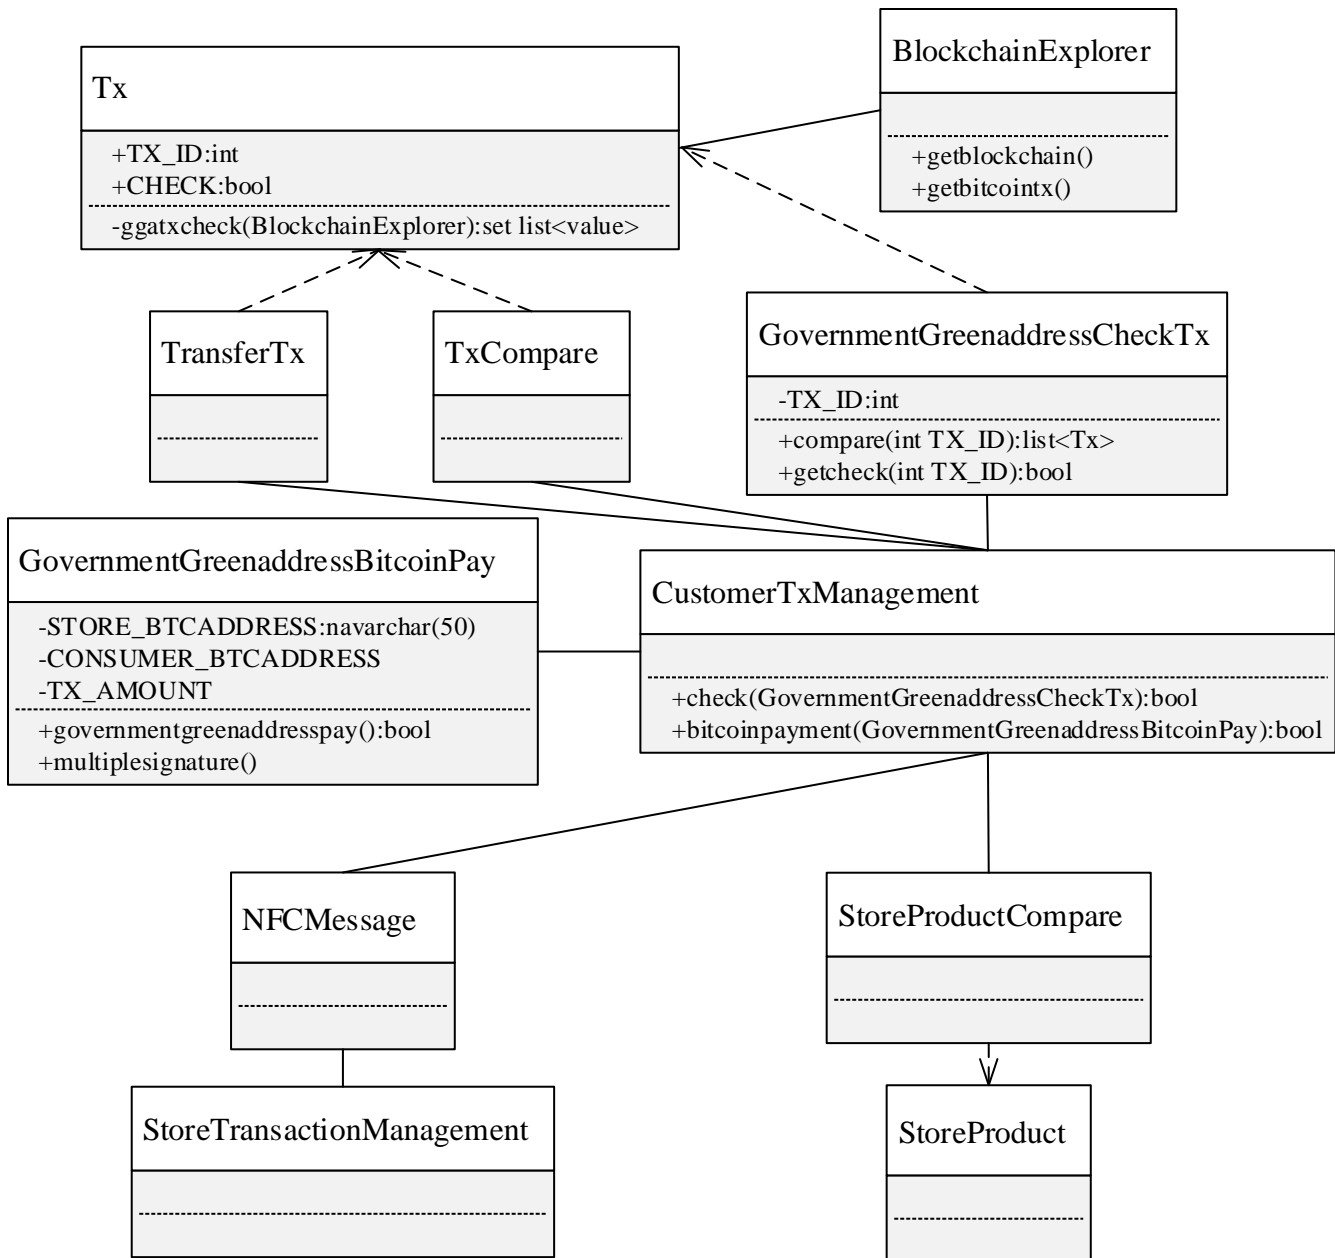 BlockchainExplorer
+getblockchain()
+getbitcointx()
Tx
+TX_ID:int
+CHECK:bool
-ggatxcheck(BlockchainExplorer):set list<value>
TransferTx
TxCompare
GovernmentGreenaddressCheckTx
-TX_ID:int
+compare(int TX_ID):list<Tx>
+getcheck(int TX_ID):bool
GovernmentGreenaddressBitcoinPay
-STORE_BTCADDRESS:navarchar(50)
-CONSUMER_BTCADDRESS
-TX_AMOUNT
+governmentgreenaddresspay():bool
+multiplesignature()
CustomerTxManagement
+check(GovernmentGreenaddressCheckTx):bool
+bitcoinpayment(GovernmentGreenaddressBitcoinPay):bool
NFCMessage
StoreProductCompare
StoreTransactionManagement
StoreProduct